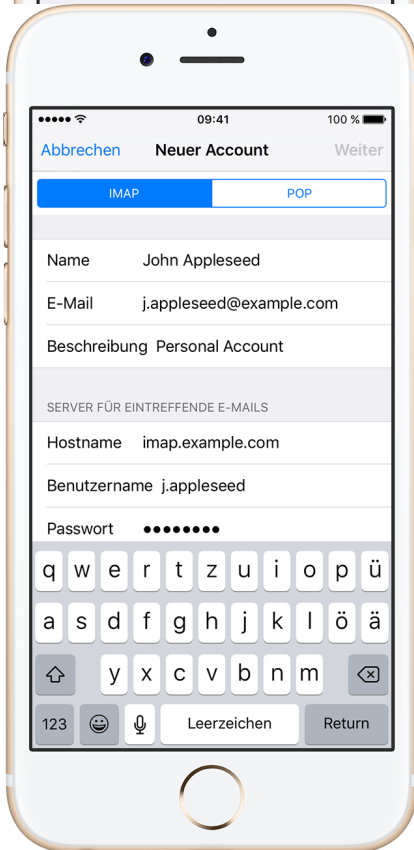 09:41 100 %
Abbrechen Neuer Account Weiter
IMAP POP
Name John Appleseed
E-Mail j.appleseed@example.com
Beschreibung Personal Account
SERVER FÜR EINTREFFENDE E-MAILS
Hostname imap.example.com
Benutzername j.appleseed
Passwort ●●●●●●●●
q w e r t z u i o p ü
a s d f g h j k l ö ä
y x c v b n m
123 Leerzeichen Return